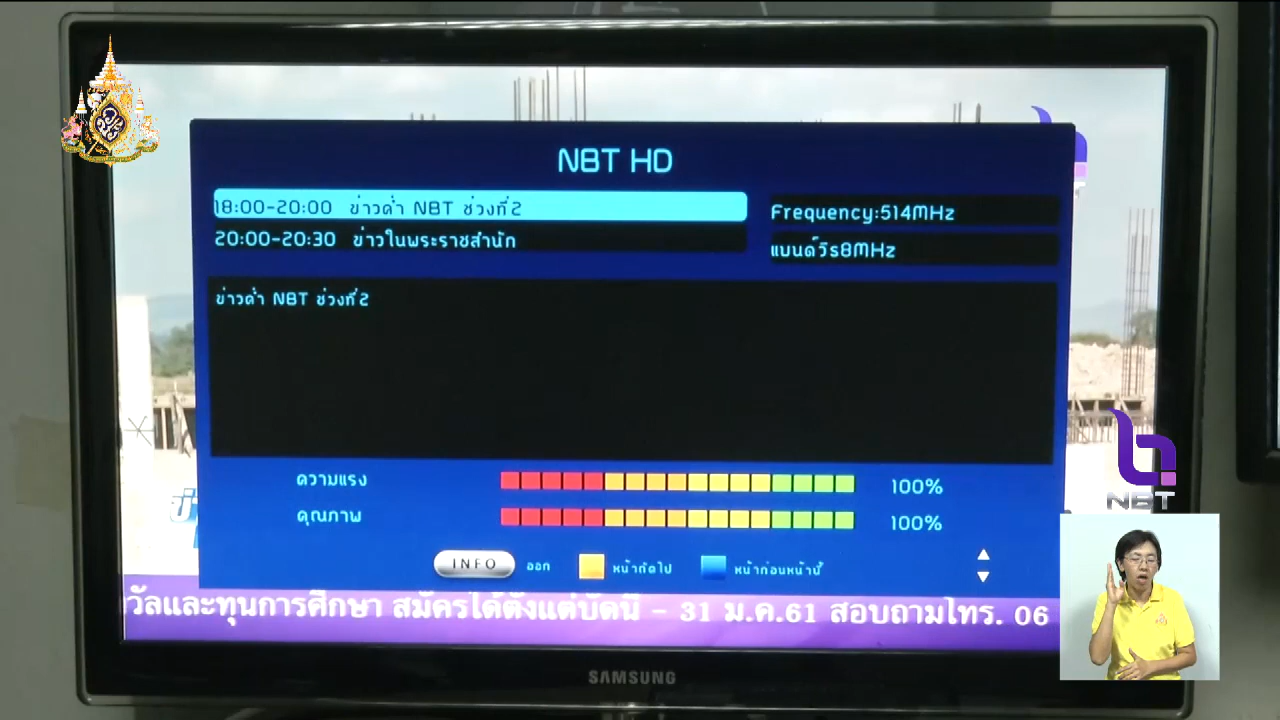 NBT HD
18:00-20:00 ข่าวค่ำ NBT ช่วงที่2
20:00-20:30 ข่าวในพระราชสำนัก
Frequency:514MHz
แบนด์วิธ8MHz
ข่าวค่ำ NBT ช่วงที่2
ความแรง 100%
คุณภาพ 100%
INFO ออก หน้าถัดไป หน้าก่อนหน้านี้
NBT
และทุนการศึกษา สมัครได้ตั้งแต่บัดนี้ - 31 ม.ค.61 สอบถามโทร. 06
SAMSUNG